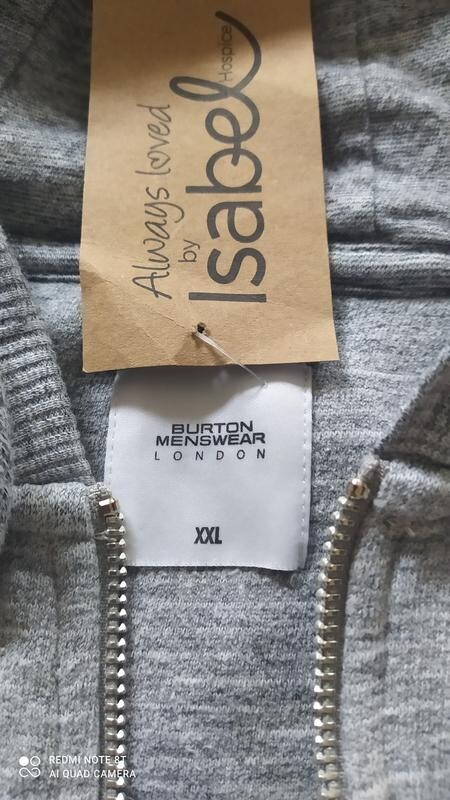 Always loved
by
Isabel
Hospice
BURTON
MENSWEAR
LONDON
XXL
REDMI NOTE 8T
AI QUAD CAMERA